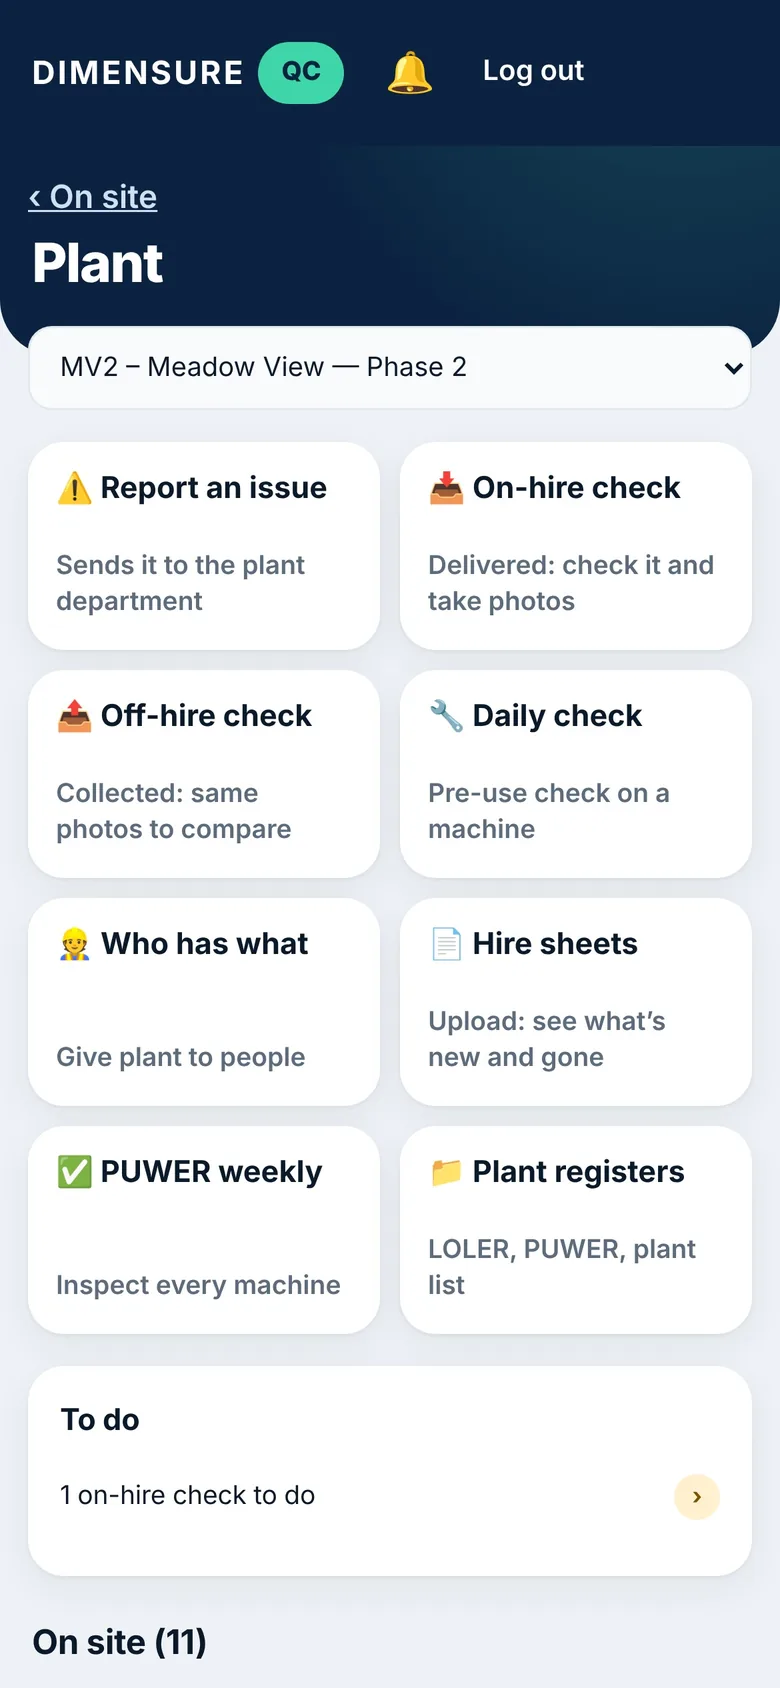 DIMENSURE QC Log out
‹ On site
Plant
MV2 – Meadow View — Phase 2
Report an issue
Sends it to the plant
department
On-hire check
Delivered: check it and
take photos
Off-hire check
Collected: same
photos to compare
Daily check
Pre-use check on a
machine
Who has what
Give plant to people
Hire sheets
Upload: see what’s
new and gone
PUWER weekly
Inspect every machine
Plant registers
LOLER, PUWER, plant
list
To do
1 on-hire check to do ›
On site (11)